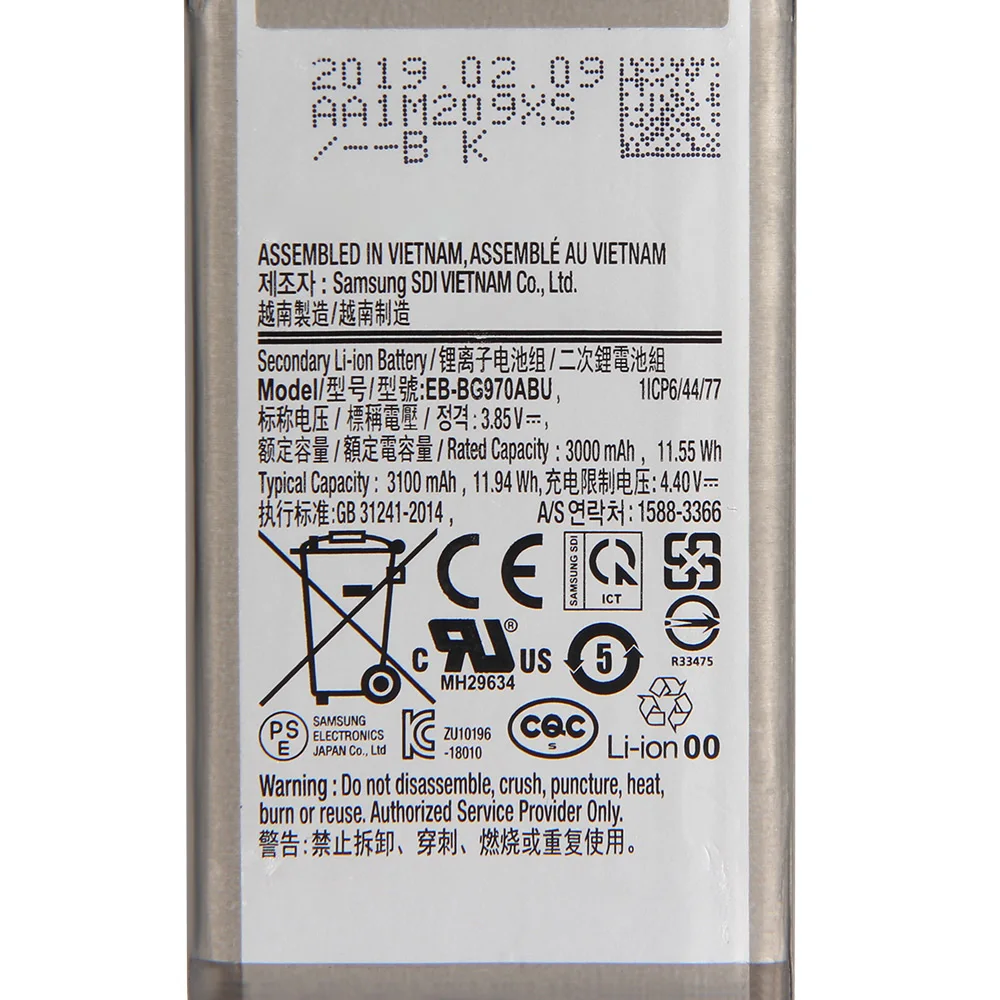 2019.02.09
AA1M209XS
/--B K
ASSEMBLED IN VIETNAM, ASSEMBLÉ AU VIETNAM
제조자 : Samsung SDI VIETNAM Co., Ltd.
越南製造/越南制造
Secondary Li-ion Battery / 锂离子电池组 / 二次鋰電池組
Model/型号/型號:EB-BG970ABU, 1ICP6/44/77
标称电压 / 標稱電壓 / 정격 : 3.85V⎓,
额定容量 / 額定電容量 / Rated Capacity : 3000 mAh , 11.55 Wh
Typical Capacity : 3100 mAh , 11.94 Wh, 充电限制电压: 4.40V⎓
执行标准:GB 31241-2014 , A/S 연락처 : 1588-3366
CE
SAMSUNG SDI
ICT
R33475
C RU® US
MH29634
5
PSE
SAMSUNG
ELECTRONICS
JAPAN Co., Ltd
ZU10196
-18010
CQC
S
Li-ion 00
Warning : Do not disassemble, crush, puncture, heat,
burn or reuse. Authorized Service Provider Only.
警告:禁止拆卸、穿刺、燃烧或重复使用。